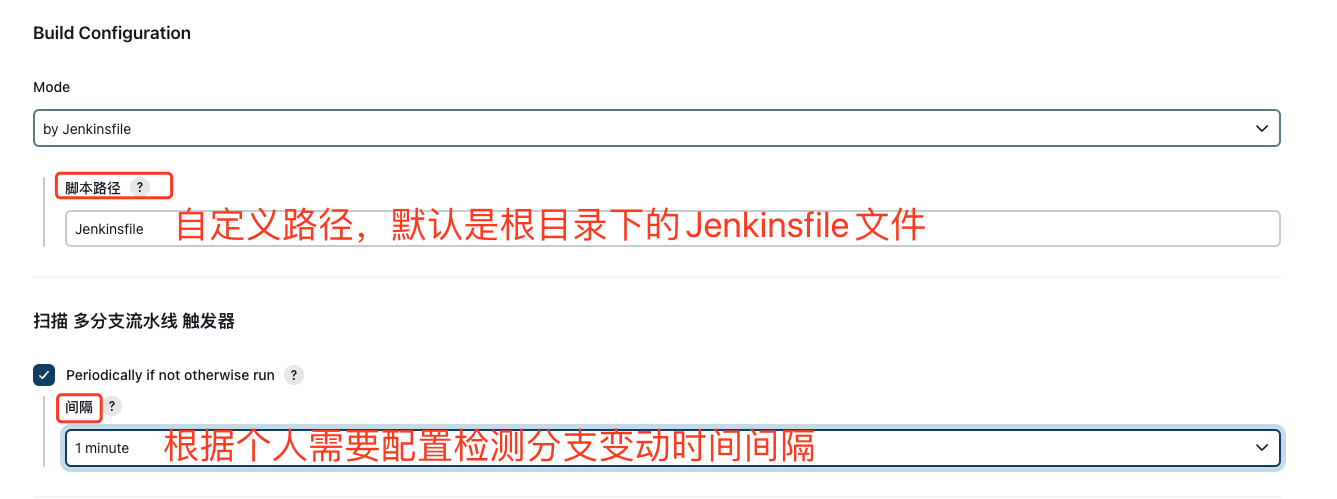 Build Configuration
Mode
by Jenkinsfile
脚本路径 ?
Jenkinsfile 自定义路径，默认是根目录下的Jenkinsfile文件
扫描 多分支流水线 触发器
Periodically if not otherwise run ?
间隔 ?
1 minute 根据个人需要配置检测分支变动时间间隔